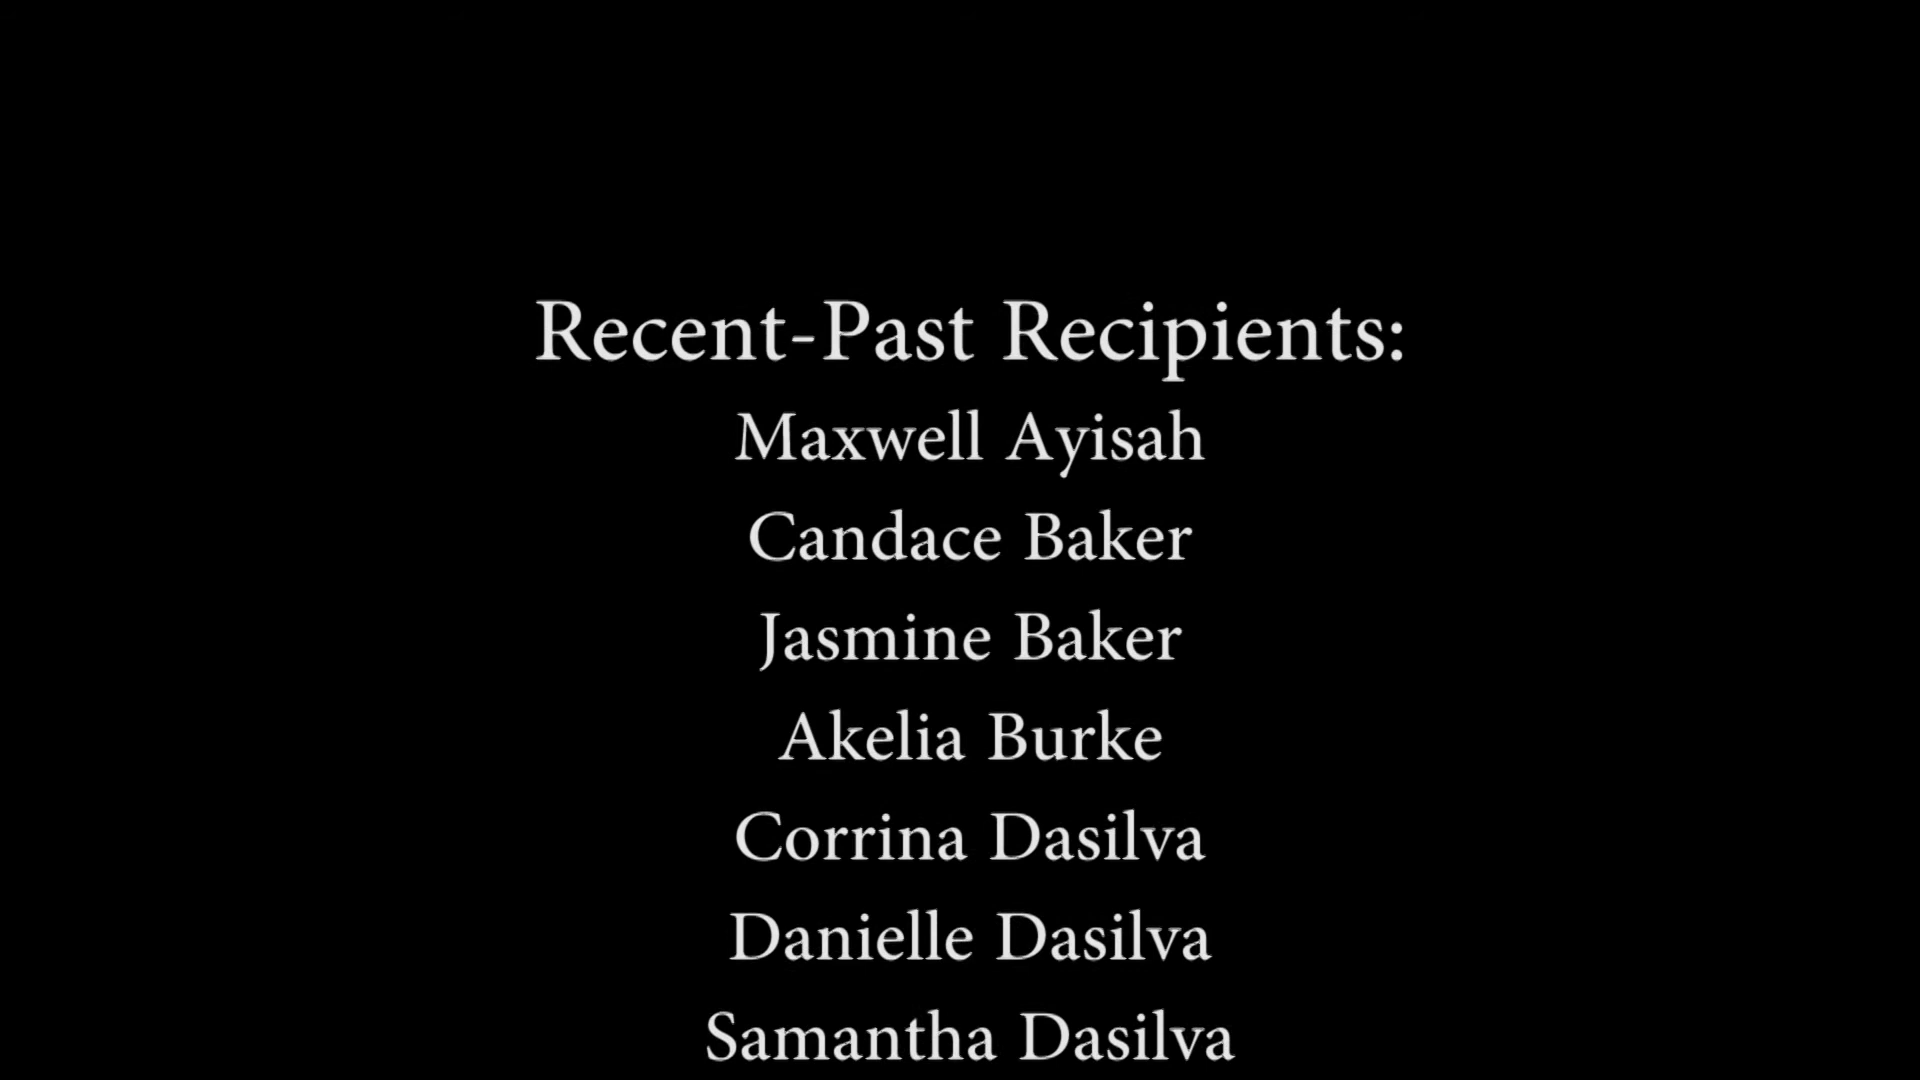 Recent-Past Recipients:
Maxwell Ayisah
Candace Baker
Jasmine Baker
Akelia Burke
Corrina Dasilva
Danielle Dasilva
Samantha Dasilva